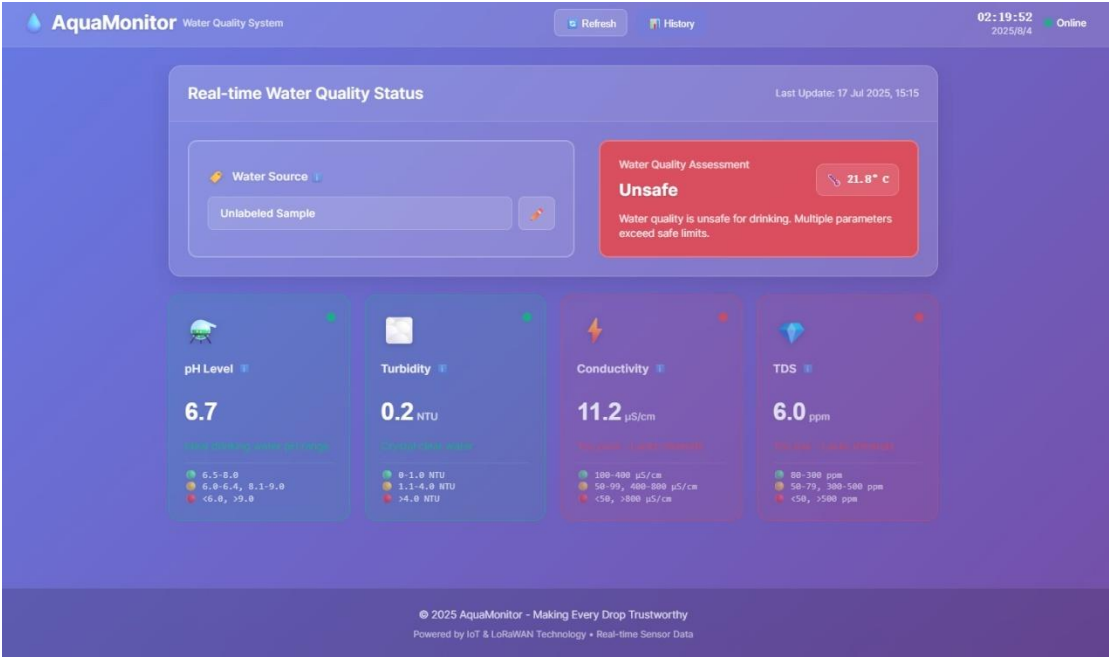 AquaMonitor Water Quality System
Refresh
History
02:19:52
2025/8/4
Online
Real-time Water Quality Status
Last Update: 17 Jul 2025, 15:15
Water Source
Unlabeled Sample
Water Quality Assessment
Unsafe
21.8° C
Water quality is unsafe for drinking. Multiple parameters
exceed safe limits.
pH Level
6.7
6.5-8.0
6.0-6.4, 8.1-9.0
<6.0, >9.0
Turbidity
0.2 NTU
0-1.0 NTU
1.1-4.0 NTU
>4.0 NTU
Conductivity
11.2 µS/cm
100-400 µS/cm
50-99, 400-800 µS/cm
<50, >800 µS/cm
TDS
6.0 ppm
80-300 ppm
50-79, 300-500 ppm
<50, >500 ppm
© 2025 AquaMonitor - Making Every Drop Trustworthy
Powered by IoT & LoRaWAN Technology • Real-time Sensor Data